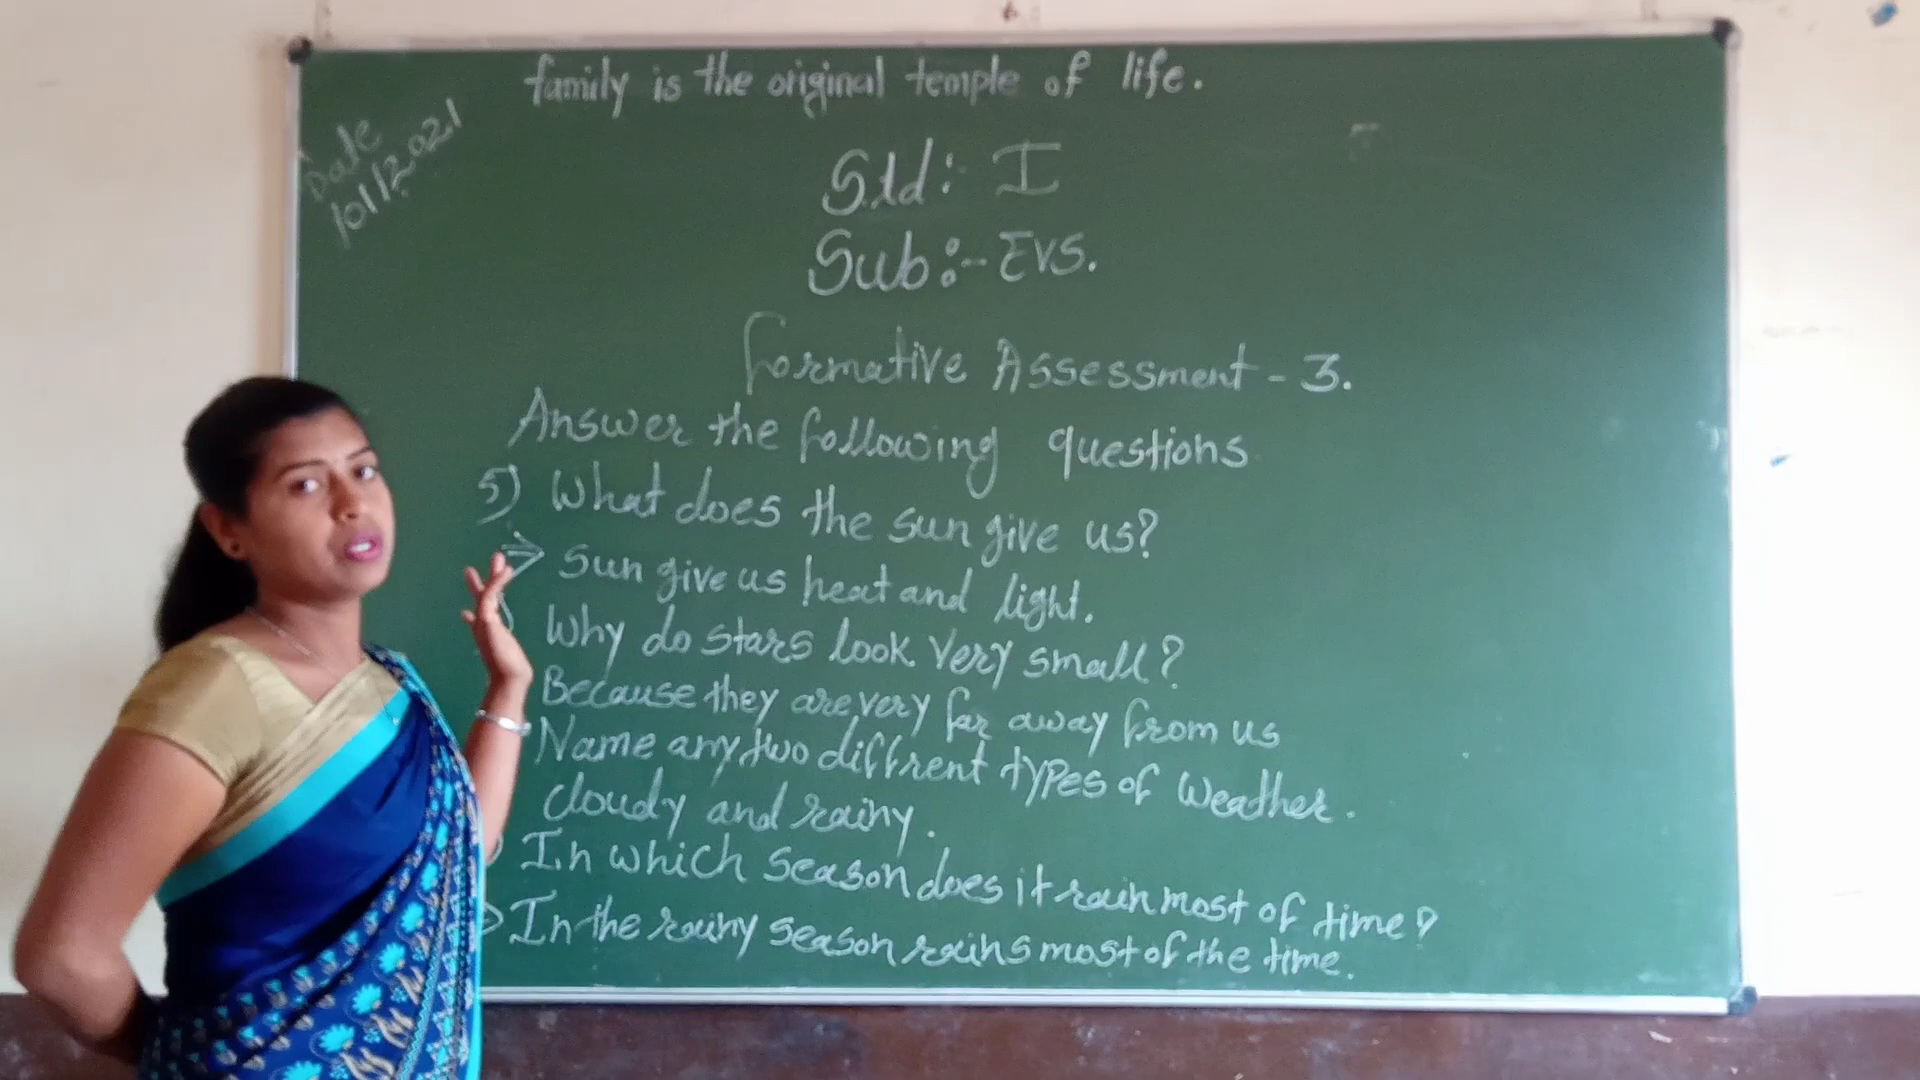 family is the original temple of life.
Date
10/1/2021
Std:- I
Sub:- EVS.
Formative Assessment - 3.
Answer the following questions
5) What does the sun give us?
⇒ Sun give us heat and light.
Why do stars look very small?
Because they are very far away from us
Name any two diffrent types of weather.
cloudy and rainy.
In which season does it rain most of time?
In the rainy season rains most of the time.